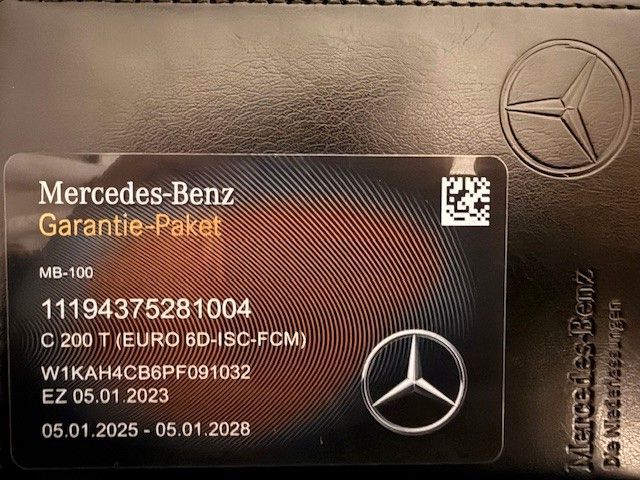 Mercedes-Benz
Garantie-Paket
MB-100
11194375281004
C 200 T (EURO 6D-ISC-FCM)
W1KAH4CB6PF091032
EZ 05.01.2023
05.01.2025 - 05.01.2028
Mercedes-Benz
Die Niederlassungen